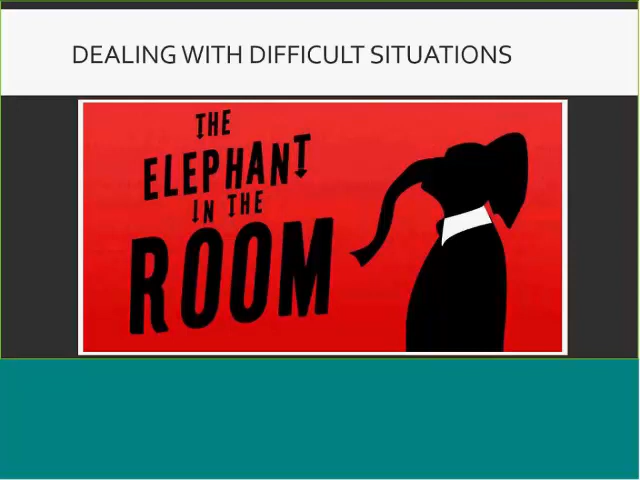 DEALING WITH DIFFICULT SITUATIONS
THE
ELEPHANT
IN THE
ROOM